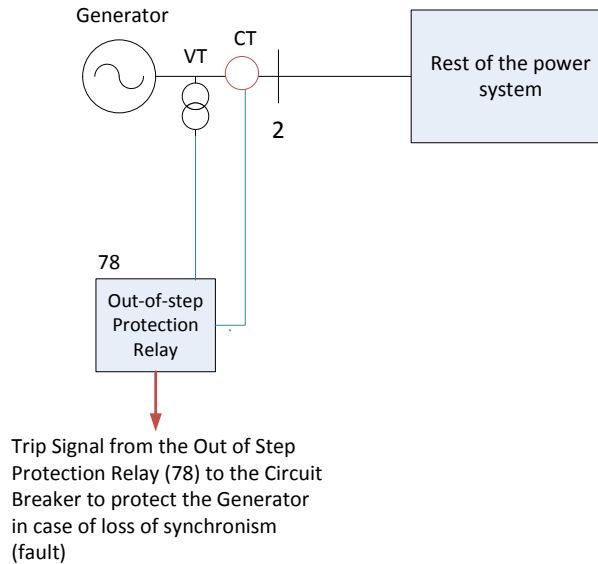 Generator
VT
CT
Rest of the power
system
2
78
Out-of-step
Protection
Relay
Trip Signal from the Out of Step
Protection Relay (78) to the Circuit
Breaker to protect the Generator
in case of loss of synchronism
(fault)